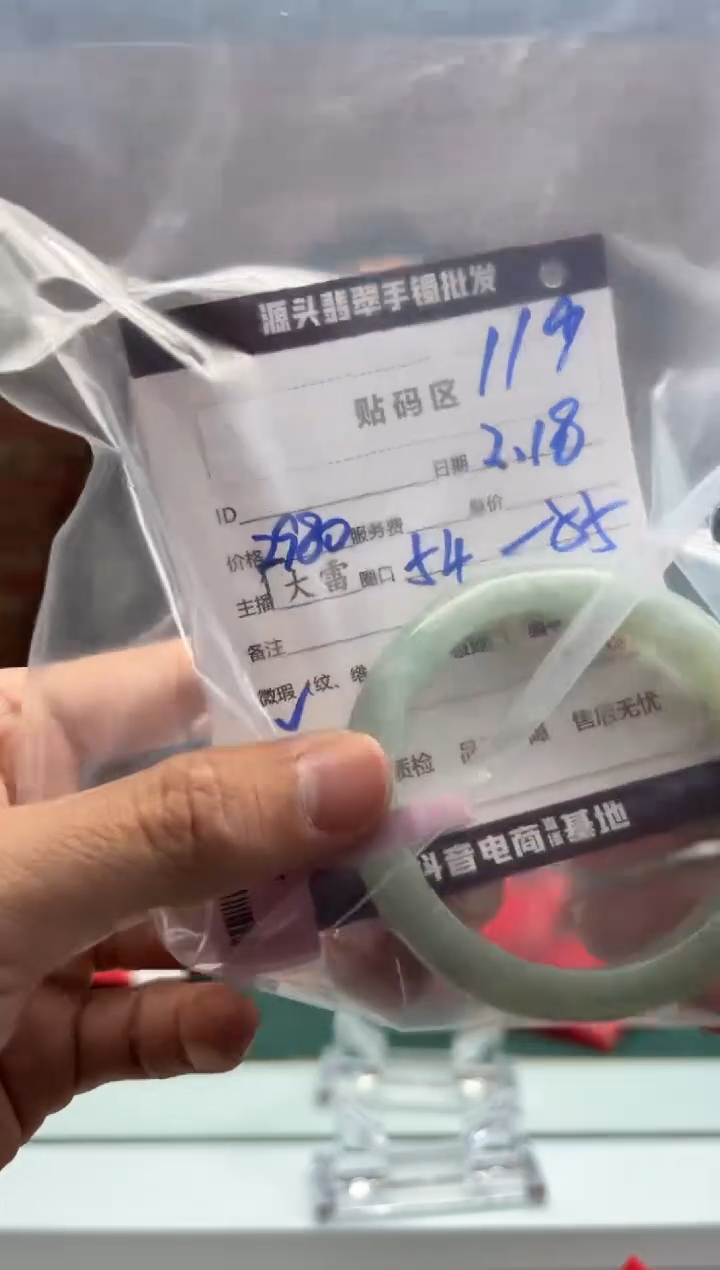 源头翡翠手镯批发
贴码区 119
日期 2.18
ID
价格 2980 服务费 单价
主播 大雷 圈口 54 -85
备注
微瑕 (纹、
质检 售后无忧
抖音电商 基地